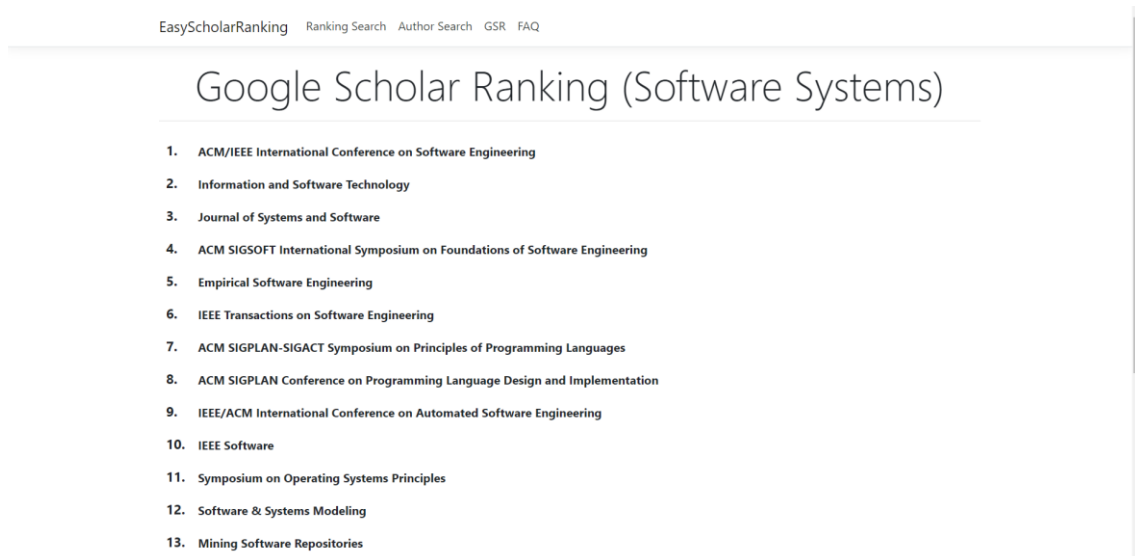 EasyScholarRanking Ranking Search Author Search GSR FAQ
Google Scholar Ranking (Software Systems)
1. ACM/IEEE International Conference on Software Engineering
2. Information and Software Technology
3. Journal of Systems and Software
4. ACM SIGSOFT International Symposium on Foundations of Software Engineering
5. Empirical Software Engineering
6. IEEE Transactions on Software Engineering
7. ACM SIGPLAN-SIGACT Symposium on Principles of Programming Languages
8. ACM SIGPLAN Conference on Programming Language Design and Implementation
9. IEEE/ACM International Conference on Automated Software Engineering
10. IEEE Software
11. Symposium on Operating Systems Principles
12. Software & Systems Modeling
13. Mining Software Repositories